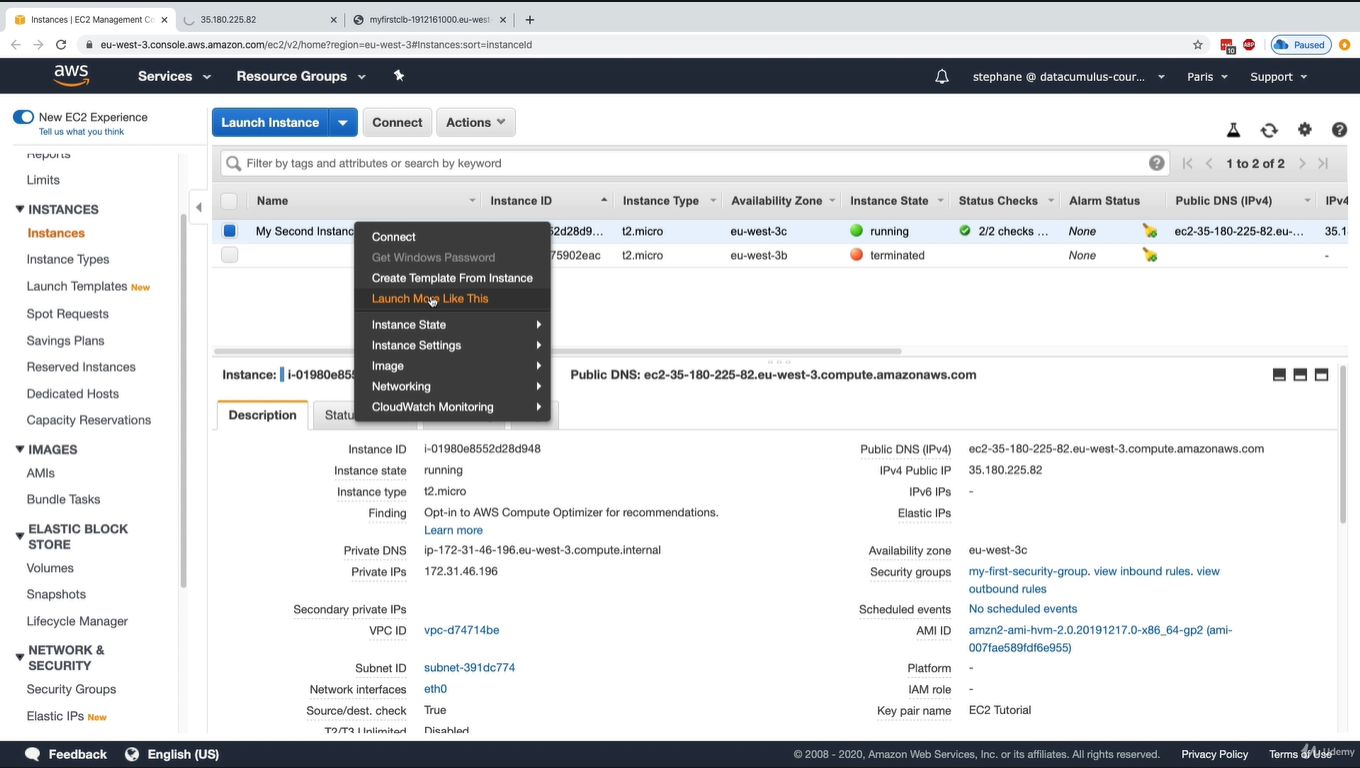 Instances | EC2 Management Co
35.180.225.82
myfirstclb-1912161000.eu-west-
eu-west-3.console.aws.amazon.com/ec2/v2/home?region=eu-west-3#Instances:sort=instanceId
10
ABP
Paused
aws
Services
Resource Groups
stephane @ datacumulus-cour...
Paris
Support
New EC2 Experience
Tell us what you think
Launch Instance
Connect
Actions
Filter by tags and attributes or search by keyword
1 to 2 of 2
Reports
Limits
INSTANCES
Instances
Instance Types
Launch Templates New
Spot Requests
Savings Plans
Reserved Instances
Dedicated Hosts
Capacity Reservations
IMAGES
AMIs
Bundle Tasks
ELASTIC BLOCK
STORE
Volumes
Snapshots
Lifecycle Manager
NETWORK &
SECURITY
Security Groups
Elastic IPs New
Name
Instance ID
Instance Type
Availability Zone
Instance State
Status Checks
Alarm Status
Public DNS (IPv4)
IPv4
My Second Instanc
52d28d9...
t2.micro
eu-west-3c
running
2/2 checks ...
None
ec2-35-180-225-82.eu-...
35.1
75902eac
t2.micro
eu-west-3b
terminated
None
-
Connect
Get Windows Password
Create Template From Instance
Launch More Like This
Instance State
Instance Settings
Image
Networking
CloudWatch Monitoring
Instance: i-01980e855
Public DNS: ec2-35-180-225-82.eu-west-3.compute.amazonaws.com
Description
Statu
Instance ID i-01980e8552d28d948
Instance state running
Instance type t2.micro
Finding Opt-in to AWS Compute Optimizer for recommendations.
Learn more
Private DNS ip-172-31-46-196.eu-west-3.compute.internal
Private IPs 172.31.46.196
Secondary private IPs
VPC ID vpc-d74714be
Subnet ID subnet-391dc774
Network interfaces eth0
Source/dest. check True
T2/T3 Unlimited Disabled
Public DNS (IPv4) ec2-35-180-225-82.eu-west-3.compute.amazonaws.com
IPv4 Public IP 35.180.225.82
IPv6 IPs -
Elastic IPs
Availability zone eu-west-3c
Security groups my-first-security-group. view inbound rules. view
outbound rules
Scheduled events No scheduled events
AMI ID amzn2-ami-hvm-2.0.20191217.0-x86_64-gp2 (ami-
007fae589fdf6e955)
Platform -
IAM role -
Key pair name EC2 Tutorial
Feedback
English (US)
© 2008 - 2020, Amazon Web Services, Inc. or its affiliates. All rights reserved.
Privacy Policy
Terms of Use
Udemy